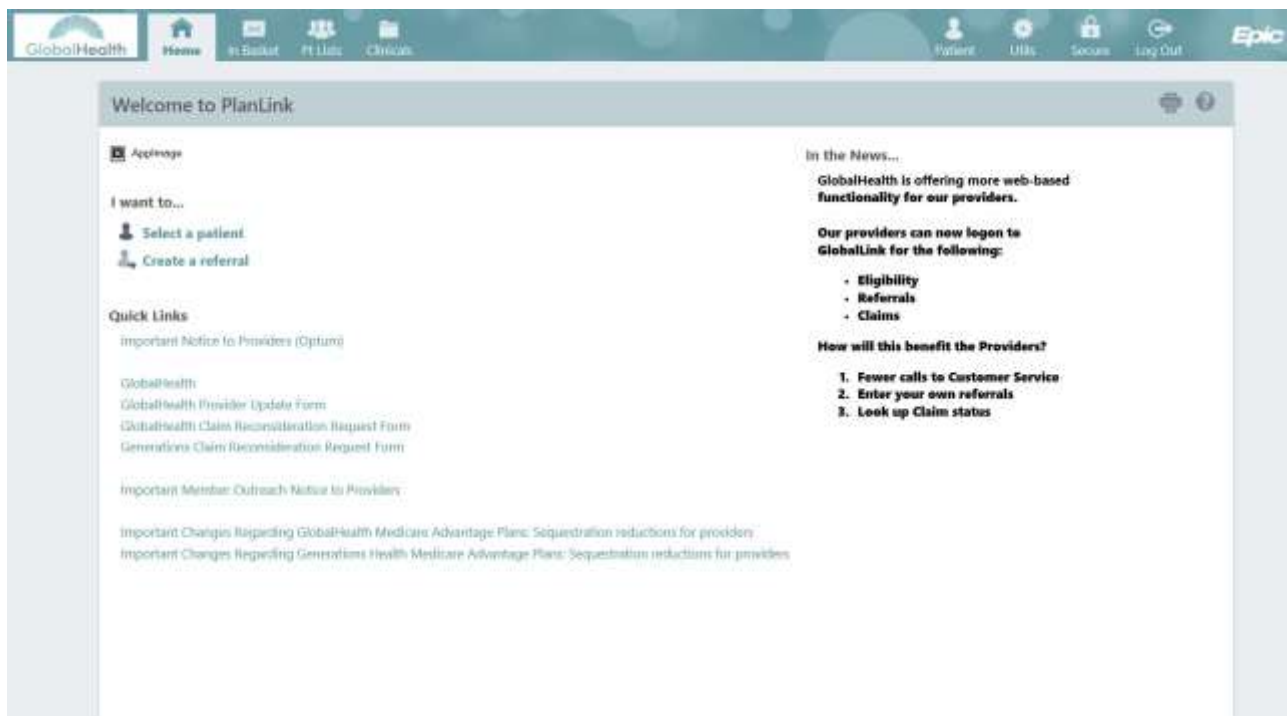 GlobalHealth
Home
In Basket
Pt Lists
Clinicals
Patient
Utils
Secure
Log Out
Epic
Welcome to PlanLink
AppImage
I want to...
Select a patient
Create a referral
Quick Links
Important Notice to Providers (Optum)
GlobalHealth
GlobalHealth Provider Update Form
GlobalHealth Claim Reconsideration Request Form
Generations Claim Reconsideration Request Form
Important Member Outreach Notice to Providers
Important Changes Regarding GlobalHealth Medicare Advantage Plans: Sequestration reductions for providers
Important Changes Regarding Generations Health Medicare Advantage Plans: Sequestration reductions for providers
In the News...
GlobalHealth is offering more web-based
functionality for our providers.
Our providers can now logon to
GlobalLink for the following:
• Eligibility
• Referrals
• Claims
How will this benefit the Providers?
1. Fewer calls to Customer Service
2. Enter your own referrals
3. Look up Claim status